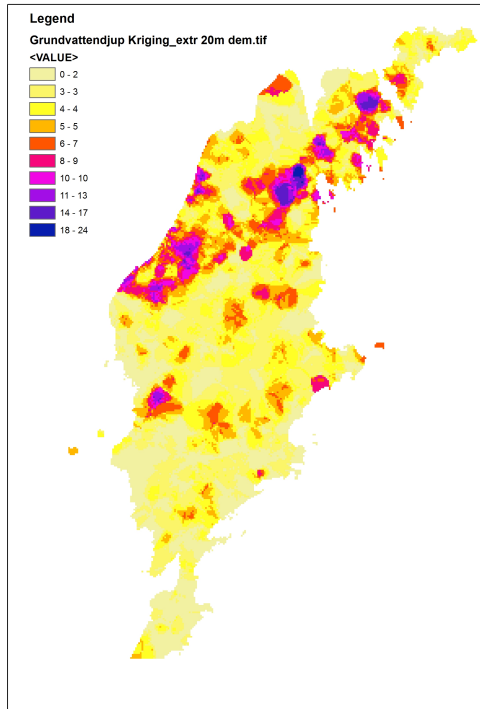 Legend
Grundvattendjup Kriging_extr 20m dem.tif
<VALUE>
0 - 2
3 - 3
4 - 4
5 - 5
6 - 7
8 - 9
10 - 10
11 - 13
14 - 17
18 - 24